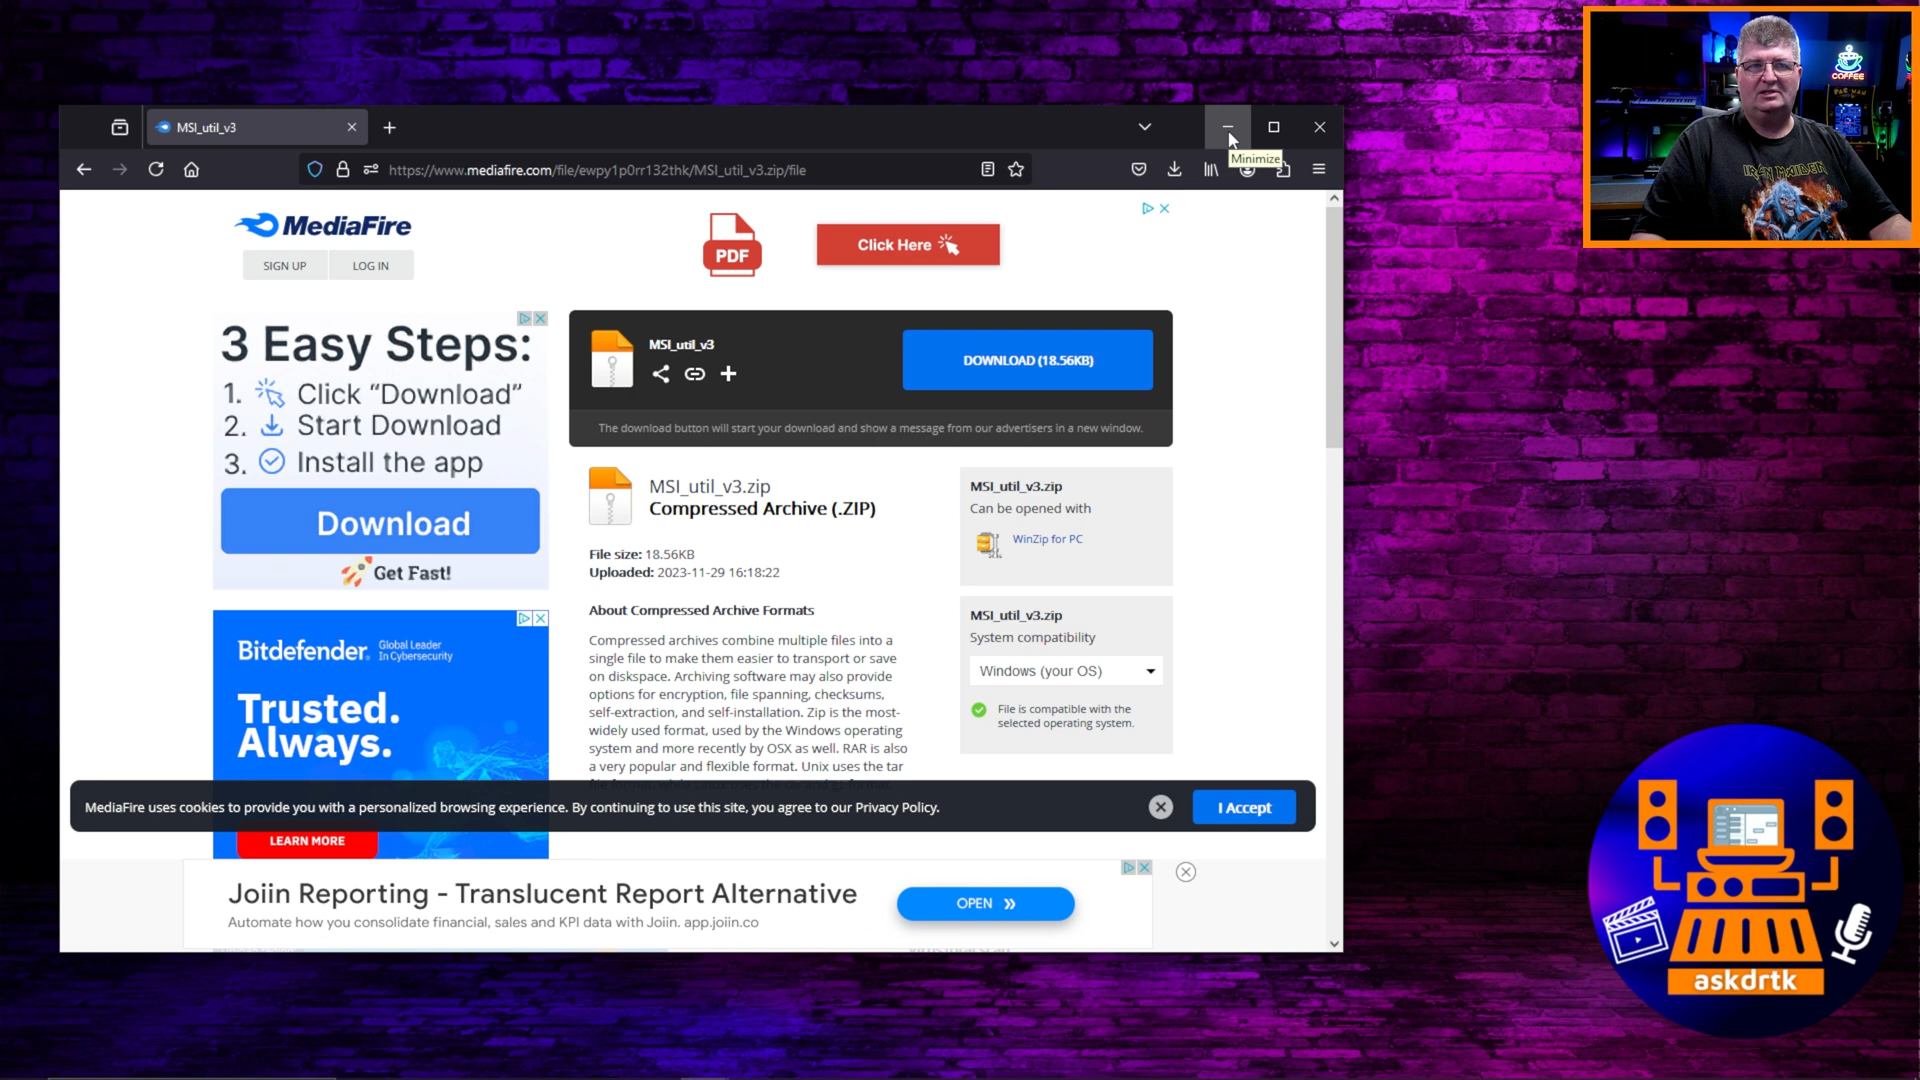 MSI_util_v3
Minimize
https://www.mediafire.com/file/ewpy1p0rr132thk/MSI_util_v3.zip/file
MediaFire
SIGN UP
LOG IN
PDF
Click Here
3 Easy Steps:
1. Click “Download”
2. Start Download
3. Install the app
Download
Get Fast!
MSI_util_v3
DOWNLOAD (18.56KB)
The download button will start your download and show a message from our advertisers in a new window.
MSI_util_v3.zip
Compressed Archive (.ZIP)
File size: 18.56KB
Uploaded: 2023-11-29 16:18:22
About Compressed Archive Formats
Compressed archives combine multiple files into a
single file to make them easier to transport or save
on diskspace. Archiving software may also provide
options for encryption, file spanning, checksums,
self-extraction, and self-installation. Zip is the most-
widely used format, used by the Windows operating
system and more recently by OSX as well. RAR is also
a very popular and flexible format. Unix uses the tar
MSI_util_v3.zip
Can be opened with
WinZip for PC
MSI_util_v3.zip
System compatibility
Windows (your OS)
File is compatible with the
selected operating system.
Bitdefender. Global Leader
In Cybersecurity
Trusted.
Always.
LEARN MORE
MediaFire uses cookies to provide you with a personalized browsing experience. By continuing to use this site, you agree to our Privacy Policy.
I Accept
Joiin Reporting - Translucent Report Alternative
Automate how you consolidate financial, sales and KPI data with Joiin. app.joiin.co
OPEN
COFFEE
PAC-MAN
IRON MAIDEN
askdrtk